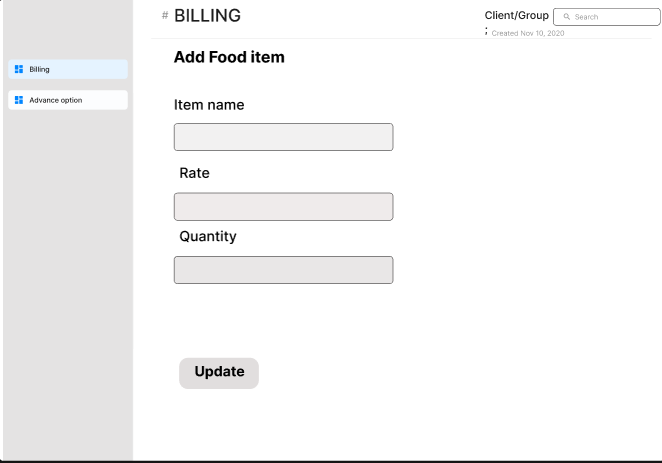 # BILLING
Client/Group
:
Search
Created Nov 10, 2020
Billing
Advance option
Add Food item
Item name
Rate
Quantity
Update